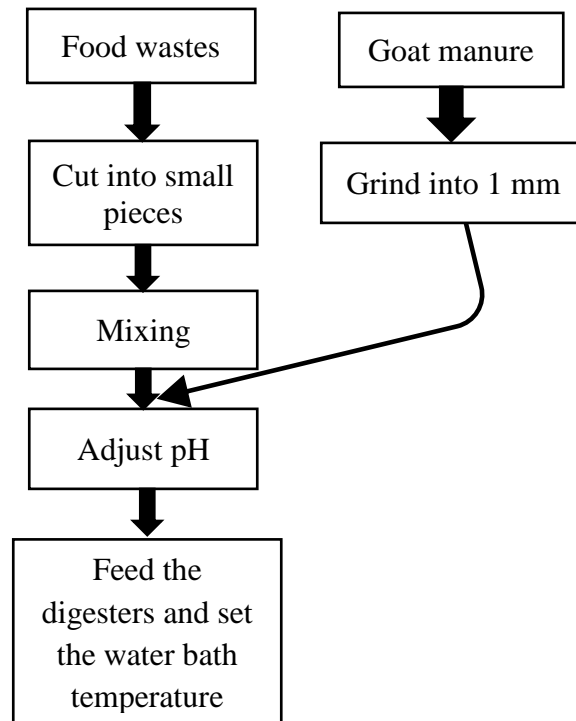 Food wastes
Goat manure
Cut into small
pieces
Grind into 1 mm
Mixing
Adjust pH
Feed the
digesters and set
the water bath
temperature